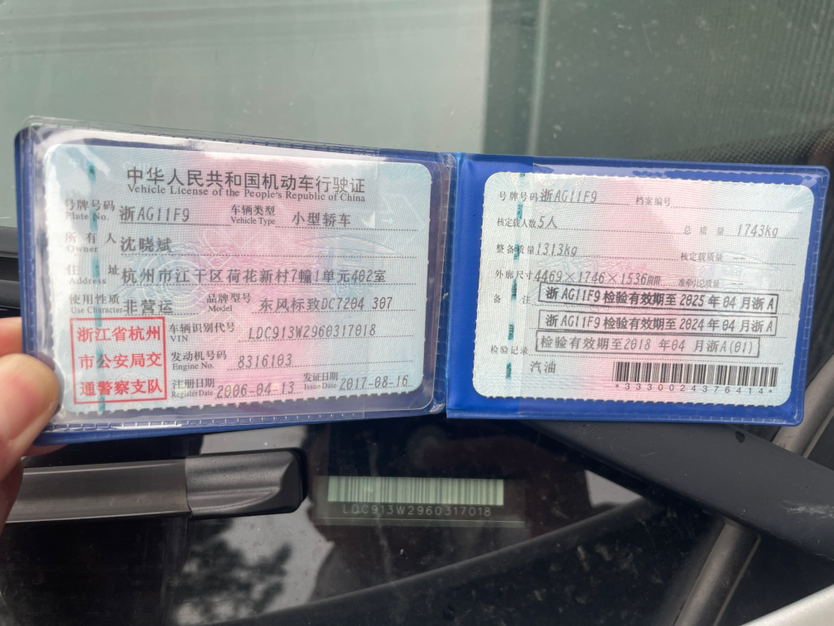 中华人民共和国机动车行驶证
Vehicle License of the People's Republic of China
号牌号码 Plate No. 浙AG11F9 车辆类型 Vehicle Type 小型轿车
所有人 Owner 沈晓斌
住址 Address 杭州市江干区荷花新村7幢1单元402室
使用性质 Use Character 非营运 品牌型号 Model 东风标致DC7204 307
浙江省杭州
市公安局交
通警察支队
车辆识别代号 VIN LDC913W2960317018
发动机号码 Engine No. 8316103
注册日期 Register Date 2006-04-13 发证日期 Issue Date 2017-08-16
号牌号码 浙AG11F9 档案编号
核定载人数 5人 总质量 1743kg
整备质量 1313kg 核定载质量 --
外廓尺寸 4469×1746×1536mm 准牵引总质量 --
备注 浙AG11F9检验有效期至2025年04月浙A
浙AG11F9检验有效期至2024年04月浙A
检验记录 检验有效期至2018年04月浙A(01)
汽油
*3330024376414*
LDC913W2960317018